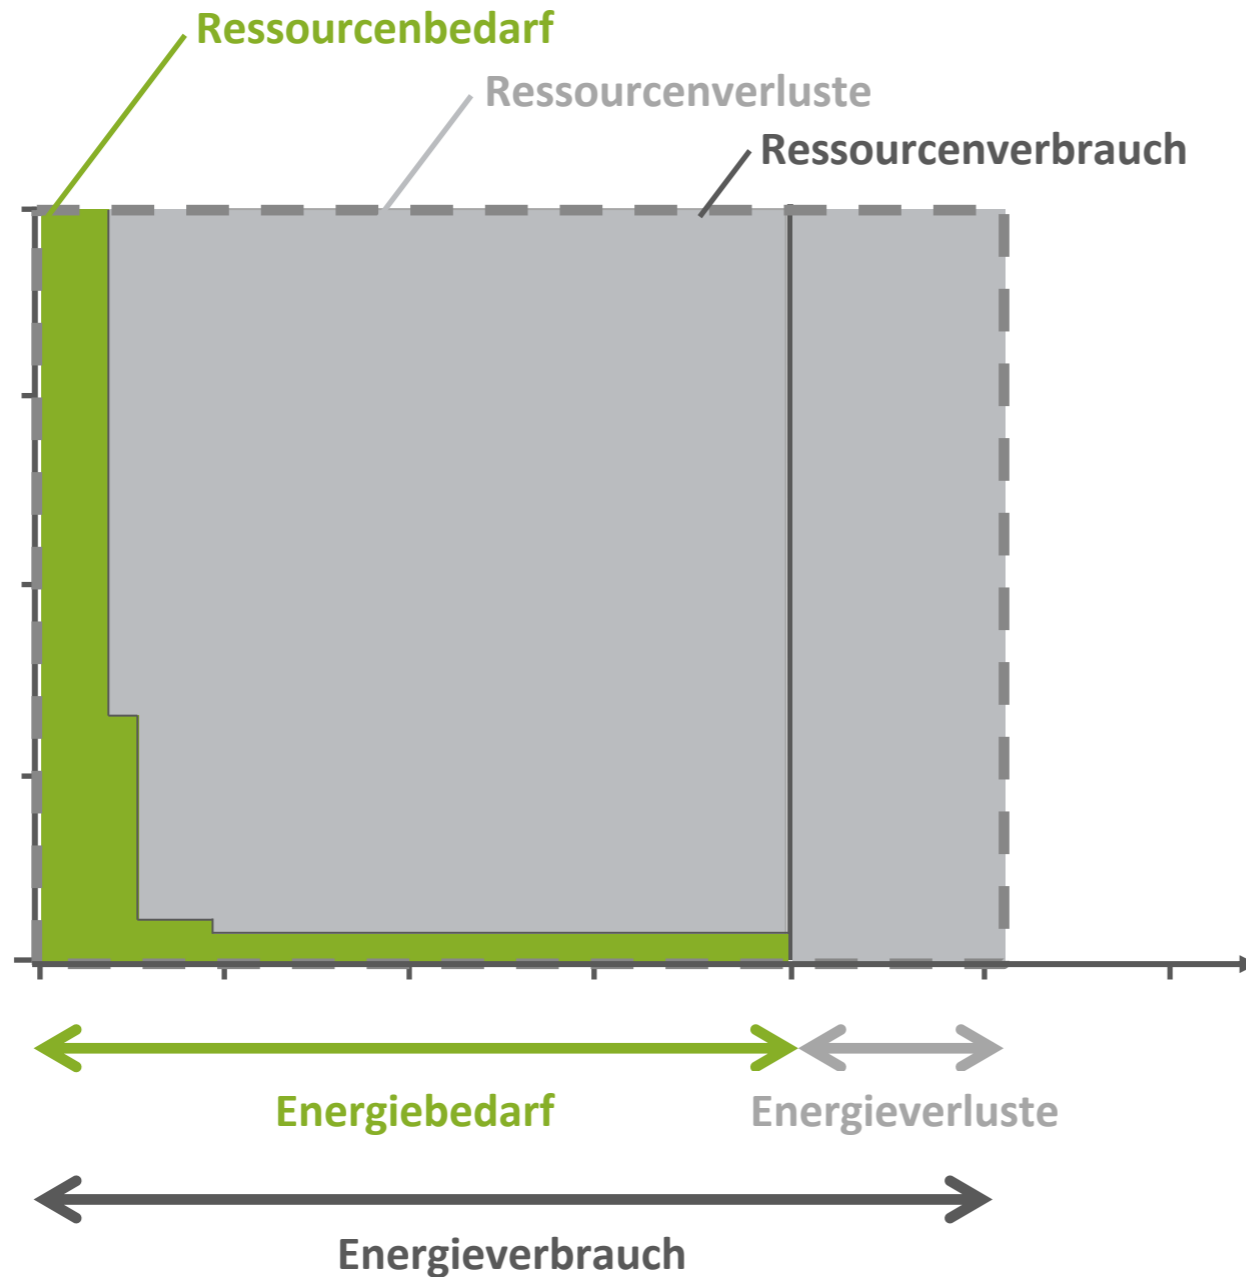 Ressourcenbedarf
Ressourcenverluste
Ressourcenverbrauch
Energiebedarf
Energieverluste
Energieverbrauch